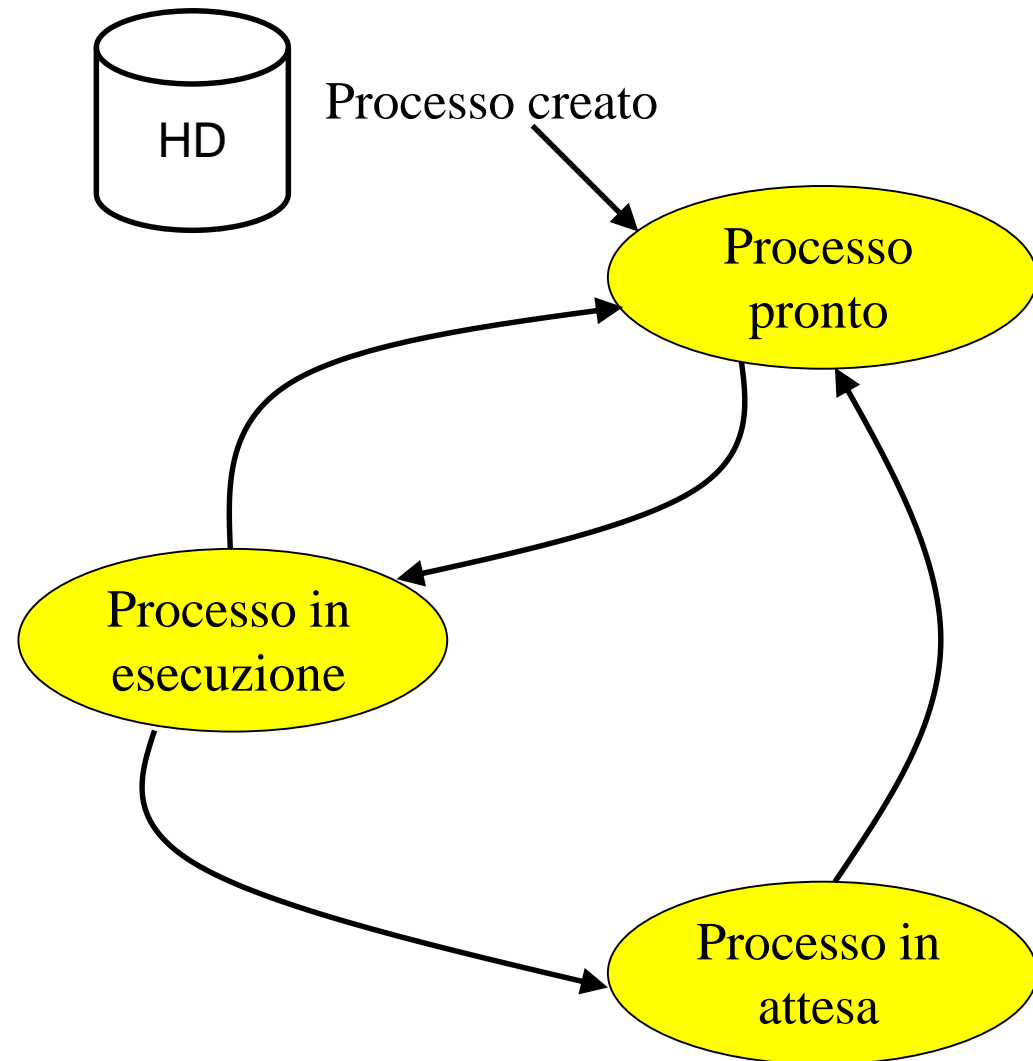 HD
Processo creato
Processo
pronto
Processo in
esecuzione
Processo in
attesa